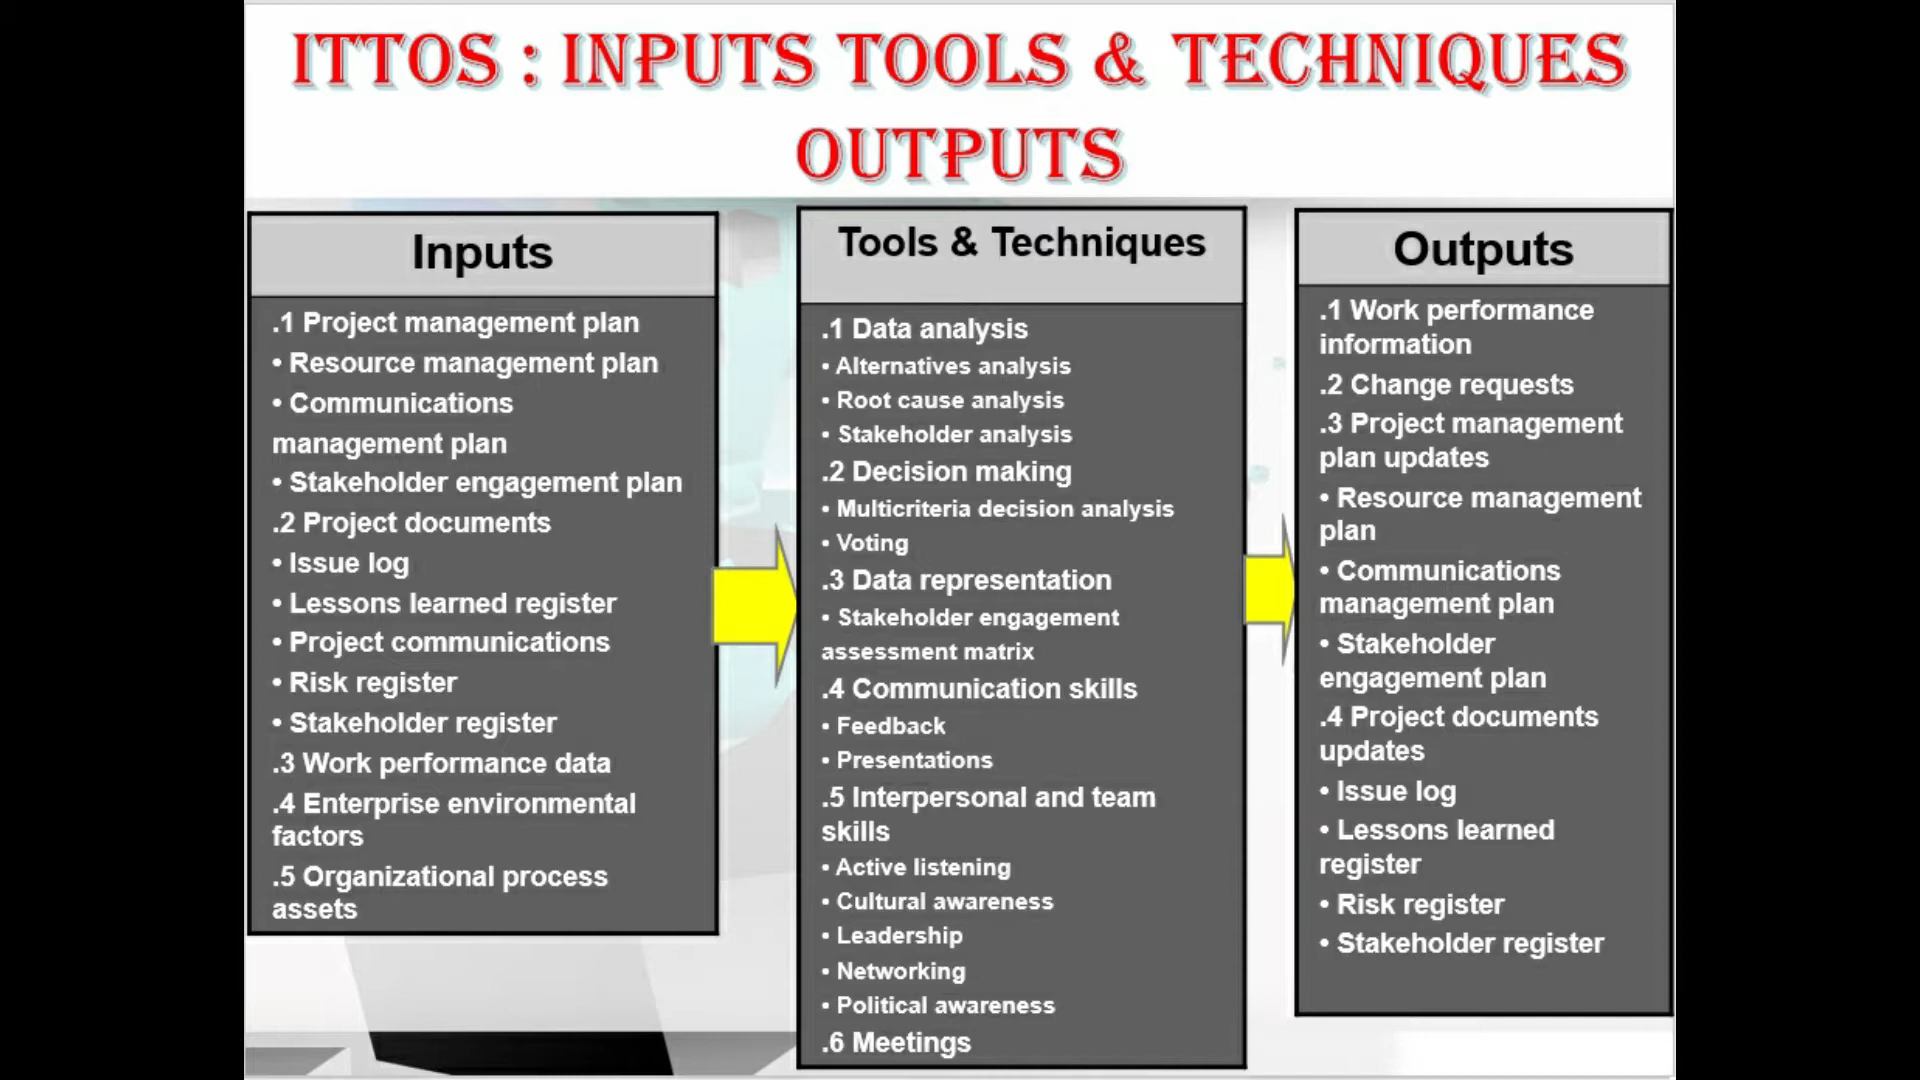 ITTOS : INPUTS TOOLS & TECHNIQUES
OUTPUTS
Inputs
.1 Project management plan
• Resource management plan
• Communications
management plan
• Stakeholder engagement plan
.2 Project documents
• Issue log
• Lessons learned register
• Project communications
• Risk register
• Stakeholder register
.3 Work performance data
.4 Enterprise environmental
factors
.5 Organizational process
assets
Tools & Techniques
.1 Data analysis
• Alternatives analysis
• Root cause analysis
• Stakeholder analysis
.2 Decision making
• Multicriteria decision analysis
• Voting
.3 Data representation
• Stakeholder engagement
assessment matrix
.4 Communication skills
• Feedback
• Presentations
.5 Interpersonal and team
skills
• Active listening
• Cultural awareness
• Leadership
• Networking
• Political awareness
.6 Meetings
Outputs
.1 Work performance
information
.2 Change requests
.3 Project management
plan updates
• Resource management
plan
• Communications
management plan
• Stakeholder
engagement plan
.4 Project documents
updates
• Issue log
• Lessons learned
register
• Risk register
• Stakeholder register